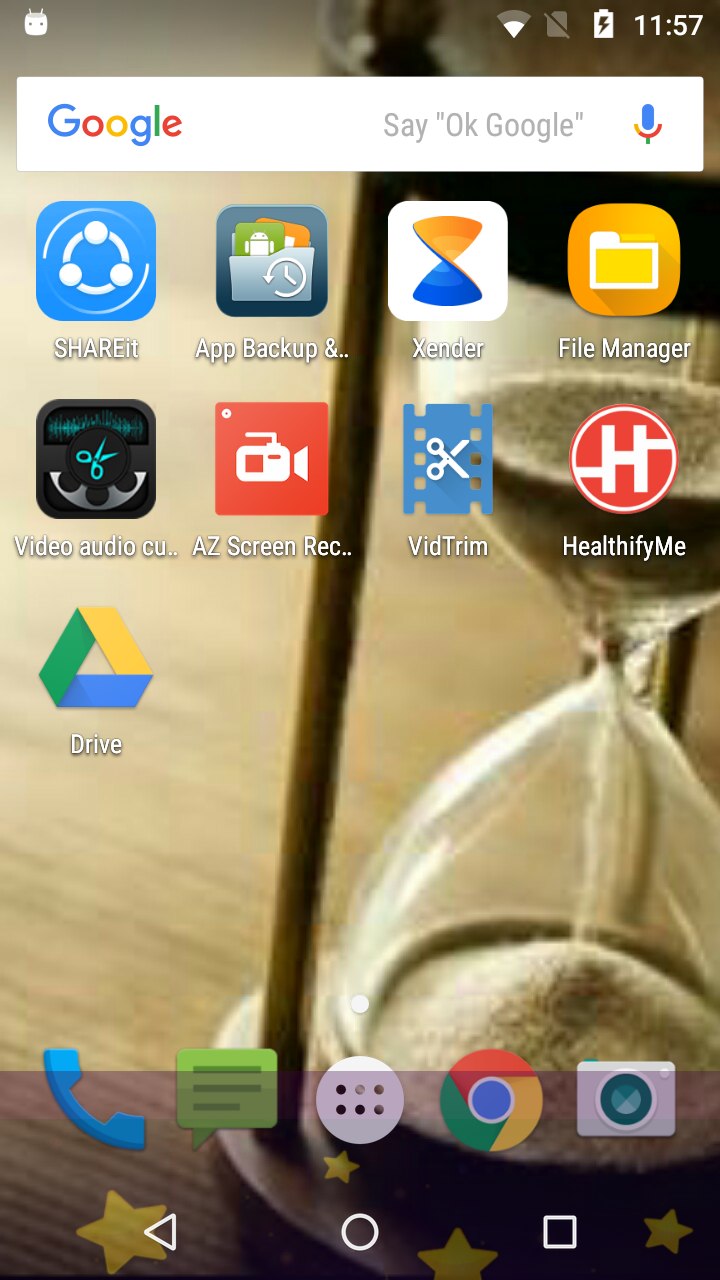 11:57
Google Say "Ok Google"
SHAREit App Backup &.. Xender File Manager
Video audio cu.. AZ Screen Rec.. VidTrim HealthifyMe
Drive